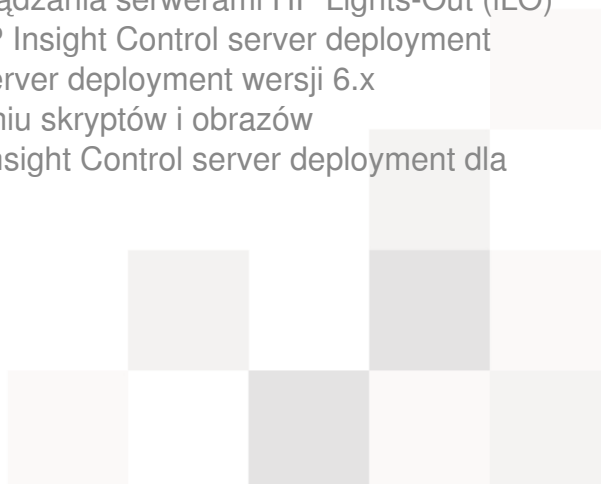 ądzania serwerami HP Lights-Out (iLO)
P Insight Control server deployment
erver deployment wersji 6.x
niu skryptów i obrazów
nsight Control server deployment dla